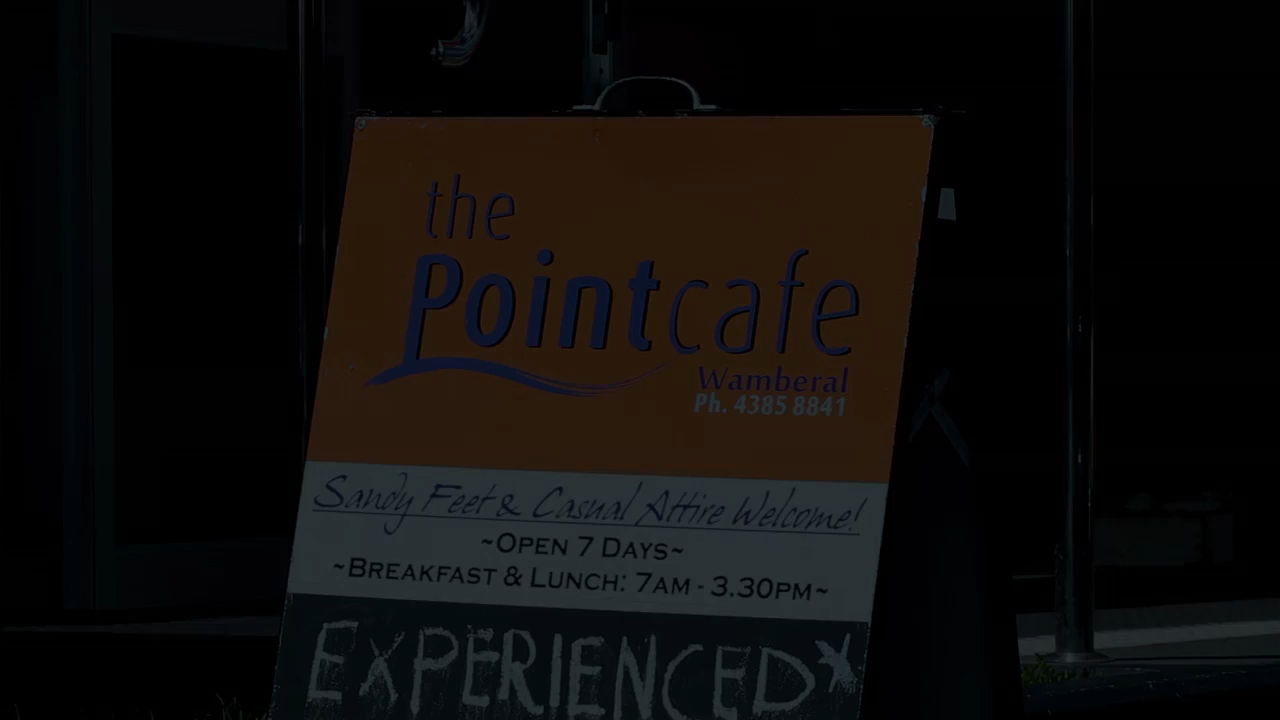 the
Pointcafe
Wamberal
Ph. 4385 8841
Sandy Feet & Casual Attire Welcome!
~OPEN 7 DAYS~
~BREAKFAST & LUNCH: 7AM - 3.30PM~
EXPERIENCED*